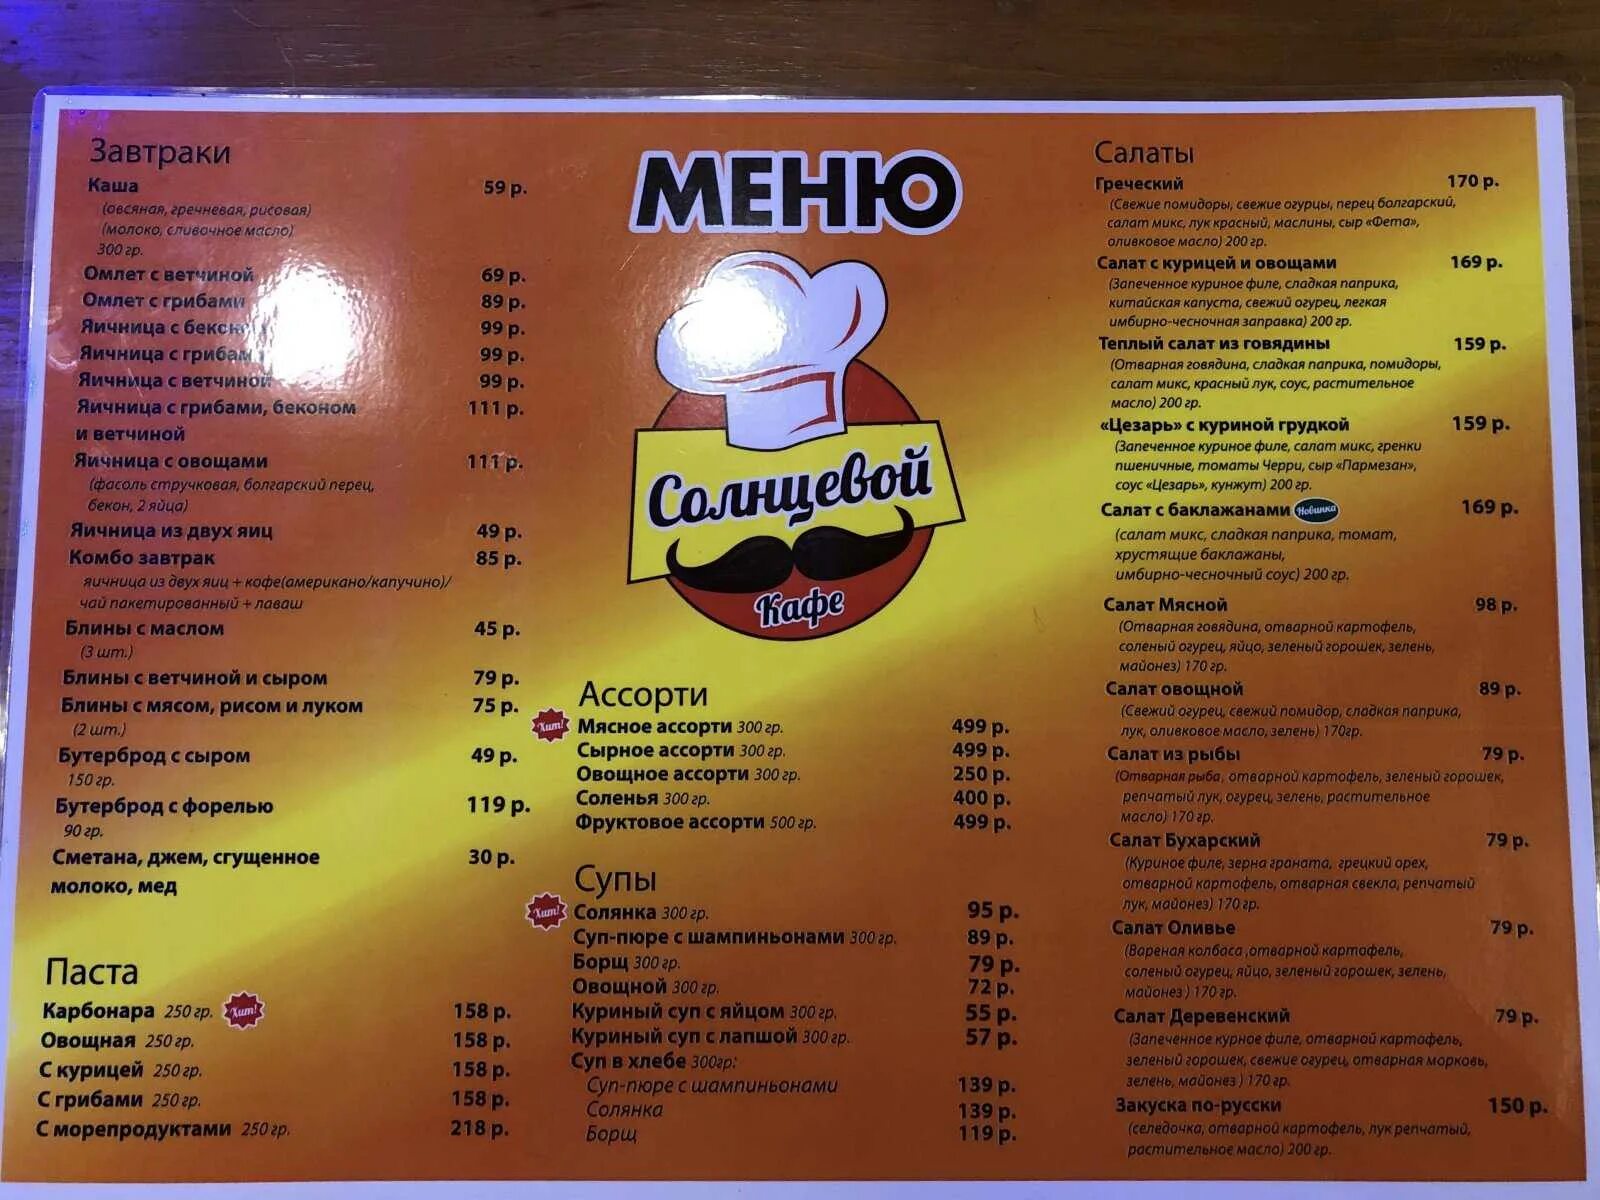 МЕНЮ
Солнцевой
Кафе
Завтраки
Каша 59 р.
(овсяная, гречневая, рисовая)
(молоко, сливочное масло)
300 гр.
Омлет с ветчиной 69 р.
Омлет с грибами 89 р.
Яичница с беконом 99 р.
Яичница с грибами 99 р.
Яичница с ветчиной 99 р.
Яичница с грибами, беконом 111 р.
и ветчиной
Яичница с овощами 111 р.
(фасоль стручковая, болгарский перец,
бекон, 2 яйца)
Яичница из двух яиц 49 р.
Комбо завтрак 85 р.
яичница из двух яиц + кофе(американо/капучино)/
чай пакетированный + лаваш
Блины с маслом 45 р.
(3 шт.)
Блины с ветчиной и сыром 79 р.
Блины с мясом, рисом и луком 75 р.
(2 шт.)
Бутерброд с сыром 49 р.
150 гр.
Бутерброд с форелью 119 р.
90 гр.
Сметана, джем, сгущенное 30 р.
молоко, мед
Паста
Карбонара 250 гр. Хит! 158 р.
Овощная 250 гр. 158 р.
С курицей 250 гр. 158 р.
С грибами 250 гр. 158 р.
С морепродуктами 250 гр. 218 р.
Ассорти
Хит! Мясное ассорти 300 гр. 499 р.
Сырное ассорти 300 гр. 499 р.
Овощное ассорти 300 гр. 250 р.
Соленья 300 гр. 400 р.
Фруктовое ассорти 500 гр. 499 р.
Супы
Хит! Солянка 300 гр. 95 р.
Суп-пюре с шампиньонами 300 гр. 89 р.
Борщ 300 гр. 79 р.
Овощной 300 гр. 72 р.
Куриный суп с яйцом 300 гр. 55 р.
Куриный суп с лапшой 300 гр. 57 р.
Суп в хлебе 300гр:
Суп-пюре с шампиньонами 139 р.
Солянка 139 р.
Борщ 119 р.
Салаты
Греческий 170 р.
(Свежие помидоры, свежие огурцы, перец болгарский,
салат микс, лук красный, маслины, сыр «Фета»,
оливковое масло) 200 гр.
Салат с курицей и овощами 169 р.
(Запеченное куриное филе, сладкая паприка,
китайская капуста, свежий огурец, легкая
имбирно-чесночная заправка) 200 гр.
Теплый салат из говядины 159 р.
(Отварная говядина, сладкая паприка, помидоры,
салат микс, красный лук, соус, растительное
масло) 200 гр.
«Цезарь» с куриной грудкой 159 р.
(Запеченное куриное филе, салат микс, гренки
пшеничные, томаты Черри, сыр «Пармезан»,
соус «Цезарь», кунжут) 200 гр.
Салат с баклажанами Новинка 169 р.
(салат микс, сладкая паприка, томат,
хрустящие баклажаны,
имбирно-чесночный соус) 200 гр.
Салат Мясной 98 р.
(Отварная говядина, отварной картофель,
соленый огурец, яйцо, зеленый горошек, зелень,
майонез) 170 гр.
Салат овощной 89 р.
(Свежий огурец, свежий помидор, сладкая паприка,
лук, оливковое масло, зелень) 170гр.
Салат из рыбы 79 р.
(Отварная рыба, отварной картофель, зеленый горошек,
репчатый лук, огурец, зелень, растительное
масло) 170 гр.
Салат Бухарский 79 р.
(Куриное филе, зерна граната, грецкий орех,
отварной картофель, отварная свекла, репчатый
лук, майонез) 170 гр.
Салат Оливье 79 р.
(Вареная колбаса ,отварной картофель,
соленый огурец, яйцо, зеленый горошек, зелень,
майонез ) 170 гр.
Салат Деревенский 79 р.
(Запеченное курное филе, отварной картофель,
зеленый горошек, свежие огурец, отварная морковь,
зелень, майонез ) 170 гр.
Закуска по-русски 150 р.
(селедочка, отварной картофель, лук репчатый,
растительное масло) 200 гр.